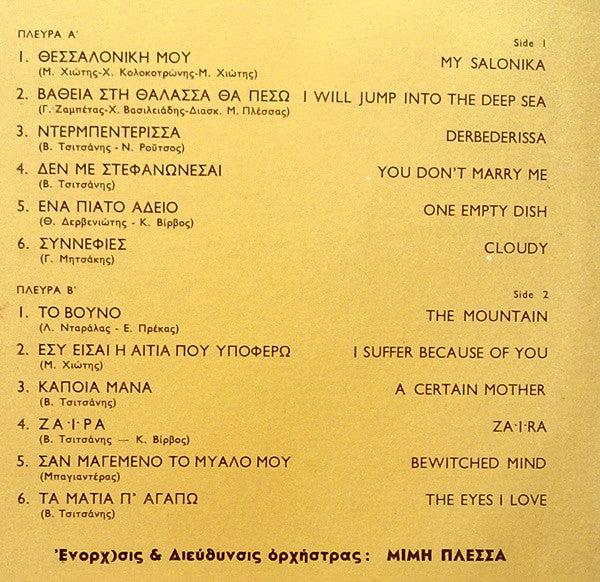 ΠΛΕΥΡΑ Α' Side 1
1. ΘΕΣΣΑΛΟΝΙΚΗ ΜΟΥ MY SALONIKA
(Μ. Χιώτης-Χ. Κολοκοτρώνης-Μ. Χιώτης)
2. ΒΑΘΕΙΑ ΣΤΗ ΘΑΛΑΣΣΑ ΘΑ ΠΕΣΩ I WILL JUMP INTO THE DEEP SEA
(Γ. Ζαμπέτας-Χ. Βασιλειάδης-Διασκ. Μ. Πλέσσας)
3. ΝΤΕΡΜΠΕΝΤΕΡΙΣΣΑ DERBEDERISSA
(Β. Τσιτσάνης - Ν. Ροῦτσος)
4. ΔΕΝ ΜΕ ΣΤΕΦΑΝΩΝΕΣΑΙ YOU DON'T MARRY ME
(Β. Τσιτσάνης)
5. ΕΝΑ ΠΙΑΤΟ ΑΔΕΙΟ ONE EMPTY DISH
(Θ. Δερβενιώτης - Κ. Βίρβος)
6. ΣΥΝΝΕΦΙΕΣ CLOUDY
(Γ. Μητσάκης)
ΠΛΕΥΡΑ Β' Side 2
1. ΤΟ ΒΟΥΝΟ THE MOUNTAIN
(Λ. Νταράλας - Ε. Πρέκας)
2. ΕΣΥ ΕΙΣΑΙ Η ΑΙΤΙΑ ΠΟΥ ΥΠΟΦΕΡΩ I SUFFER BECAUSE OF YOU
(Μ. Χιώτης)
3. ΚΑΠΟΙΑ ΜΑΝΑ A CERTAIN MOTHER
(Β. Τσιτσάνης)
4. ΖΑ·Ι·ΡΑ ZA·I·RA
(Β. Τσιτσάνης — Κ. Βίρβος)
5. ΣΑΝ ΜΑΓΕΜΕΝΟ ΤΟ ΜΥΑΛΟ ΜΟΥ BEWITCHED MIND
(Μπαγιαντέρας)
6. ΤΑ ΜΑΤΙΑ Π' ΑΓΑΠΩ THE EYES I LOVE
(Β. Τσιτσάνης)
Ἐνορχ)σις & Διεύθυνσις ὀρχήστρας : ΜΙΜΗ ΠΛΕΣΣΑ